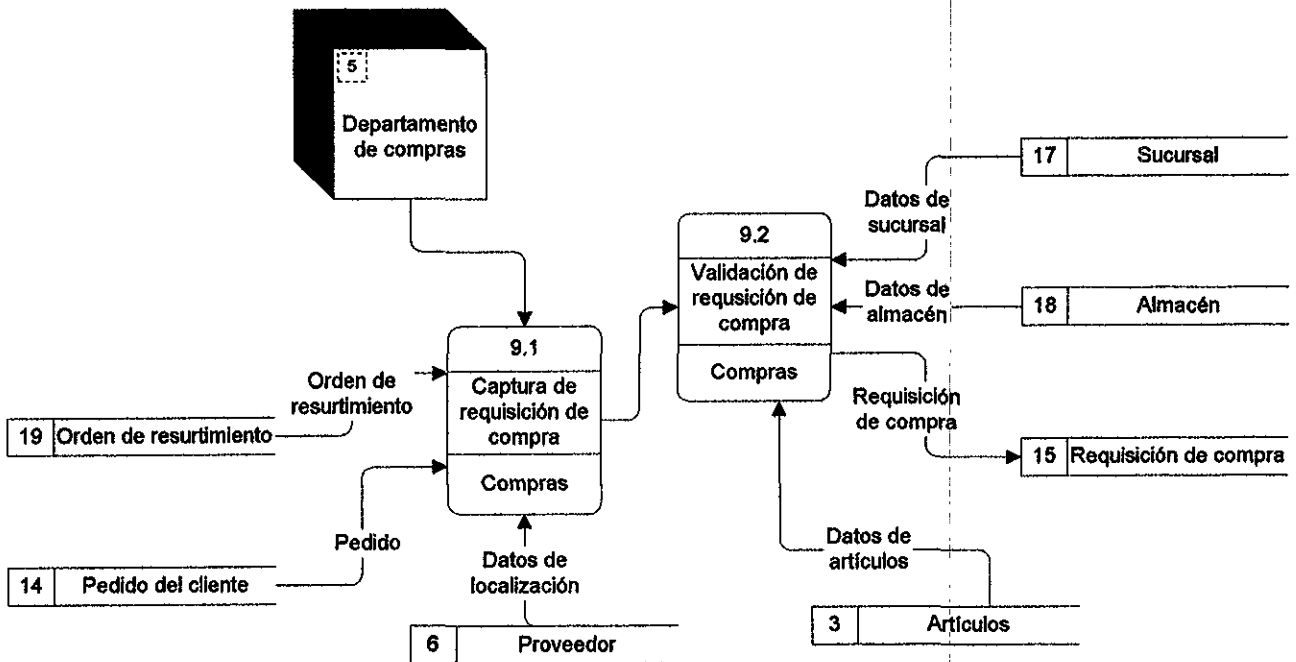 5
Departamento
de compras
17 Sucursal
Datos de
sucursal
9.2
Validación de
requsición de
compra
Compras
Datos de
almacén
18 Almacén
9.1
Captura de
requisición de
compra
Compras
Orden de
resurtimiento
19 Orden de resurtimiento
Requisición
de compra
15 Requisición de compra
Pedido
14 Pedido del cliente
Datos de
localización
6 Proveedor
Datos de
artículos
3 Artículos